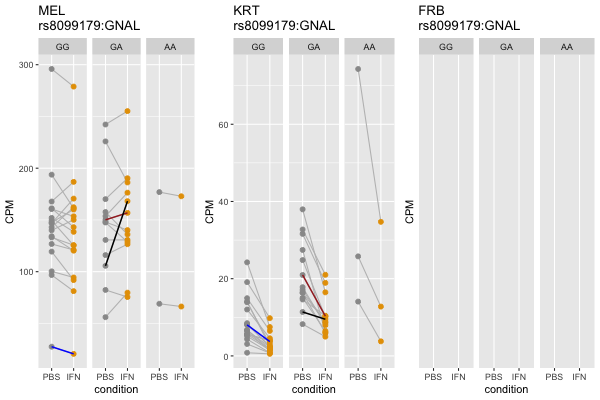 MEL
rs8099179:GNAL
GG GA AA
300
200
100
CPM
PBS IFN PBS IFN PBS IFN
condition
KRT
rs8099179:GNAL
GG GA AA
60
40
20
0
CPM
PBS IFN PBS IFN PBS IFN
condition
FRB
rs8099179:GNAL
GG GA AA
CPM
PBS IFN PBS IFN PBS IFN
condition